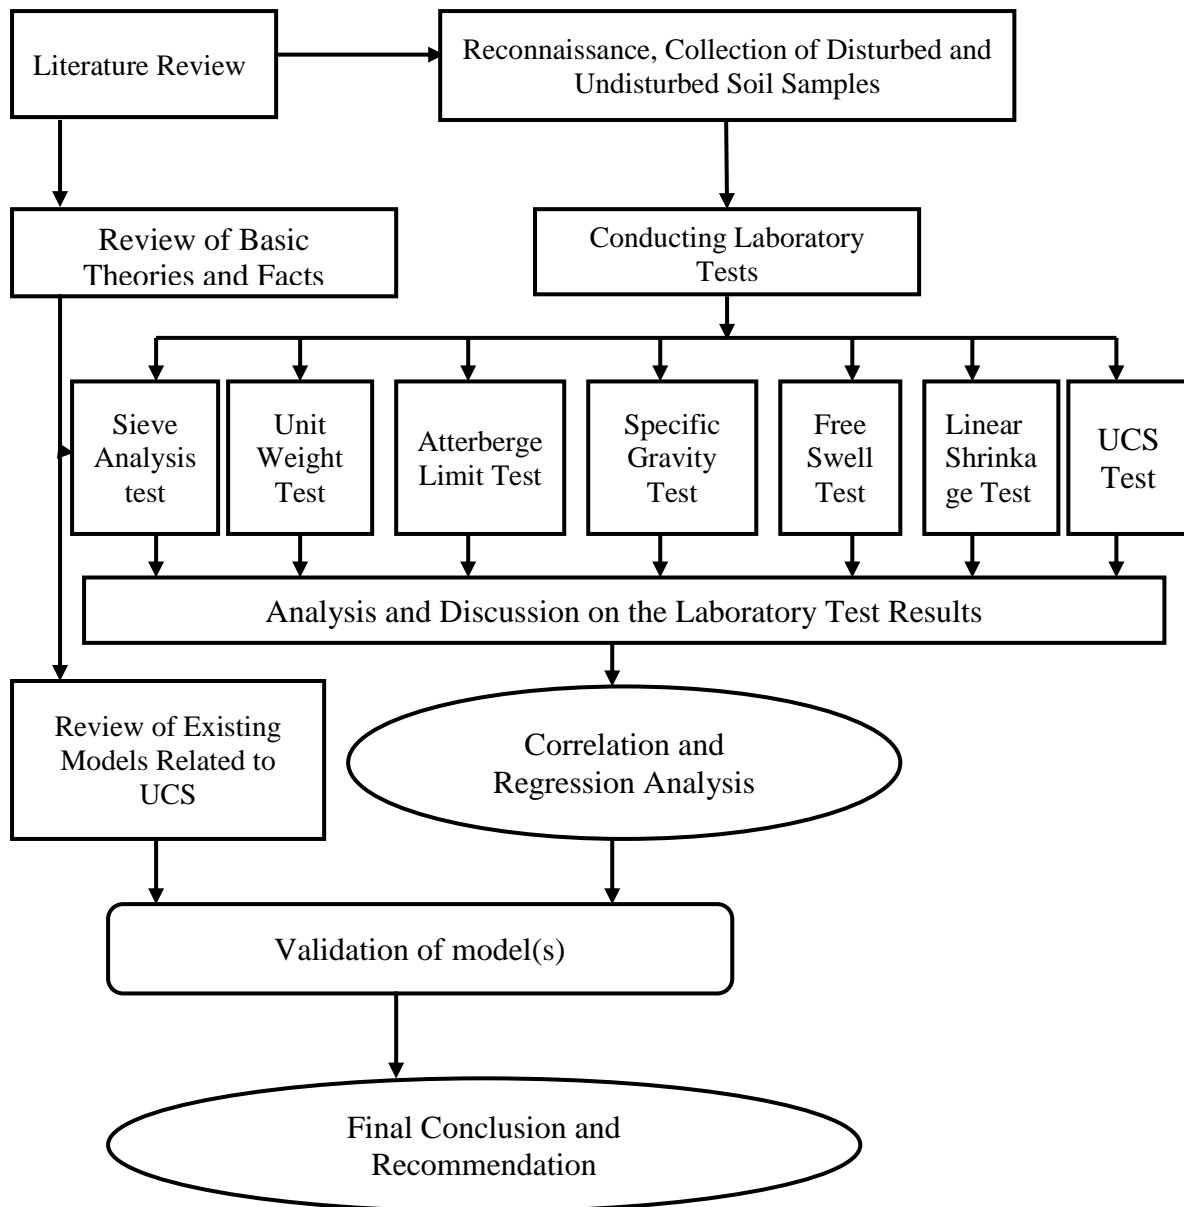 Literature Review
Reconnaissance, Collection of Disturbed and
Undisturbed Soil Samples
Review of Basic
Theories and Facts
Conducting Laboratory
Tests
Sieve
Analysis
test
Unit
Weight
Test
Atterberge
Limit Test
Specific
Gravity
Test
Free
Swell
Test
Linear
Shrinka
ge Test
UCS
Test
Analysis and Discussion on the Laboratory Test Results
Review of Existing
Models Related to
UCS
Correlation and
Regression Analysis
Validation of model(s)
Final Conclusion and
Recommendation